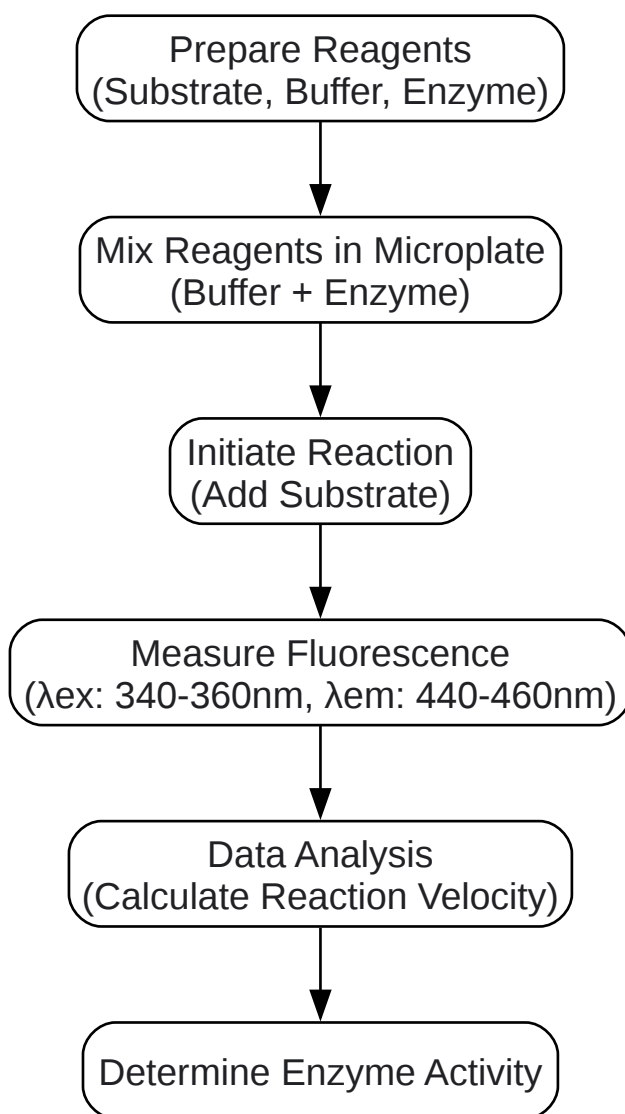 Prepare Reagents
(Substrate, Buffer, Enzyme)
Mix Reagents in Microplate
(Buffer + Enzyme)
Initiate Reaction
(Add Substrate)
Measure Fluorescence
(λex: 340-360nm, λem: 440-460nm)
Data Analysis
(Calculate Reaction Velocity)
Determine Enzyme Activity